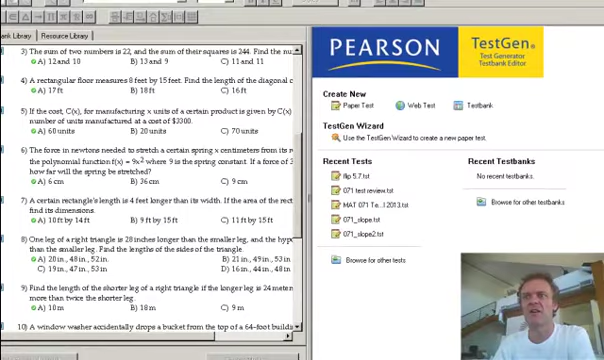 ank Library
Resource Library
3) The sum of two numbers is 22, and the sum of their squares is 244. Find the nu
A) 12 and 10 B) 13 and 9 C) 11 and 11
4) A rectangular floor measures 8 feet by 15 feet. Find the length of the diagonal o
A) 17 ft B) 18 ft C) 16 ft
5) If the cost, C(x), for manufacturing x units of a certain product is given by C(x)
number of units manufactured at a cost of $3300.
A) 60 units B) 20 units C) 70 units
6) The force in newtons needed to stretch a certain spring x centimeters from its r
the polynomial function f(x) = 9x2 where 9 is the spring constant. If a force of 3
how far will the spring be stretched?
A) 6 cm B) 36 cm C) 9 cm
7) A certain rectangle's length is 4 feet longer than its width. If the area of the rect
find its dimensions.
A) 10 ft by 14 ft B) 9 ft by 15 ft C) 11 ft by 15 ft
8) One leg of a right triangle is 28 inches longer than the smaller leg, and the hypo
than the smaller leg. Find the lengths of the sides of the triangle.
A) 20 in., 48 in., 52 in. B) 21 in., 49 in., 53 in
C) 19 in., 47 in., 53 in D) 16 in., 44 in., 48 in
9) Find the length of the shorter leg of a right triangle if the longer leg is 24 meters
more than twice the shorter leg.
A) 10 m B) 18 m C) 9 m
10) A window washer accidentally drops a bucket from the top of a 64-foot buildi
PEARSON
TestGen®
Test Generator
Testbank Editor
Create New
Paper Test Web Test Testbank
TestGen Wizard
Use the TestGen Wizard to create a new paper test.
Recent Tests
flip 5.7.tst
071 test review.tst
MAT 071 Te...l 2013.tst
071_slope.tst
071_slope2.tst
Browse for other tests
Recent Testbanks
No recent testbanks.
Browse for other testbanks